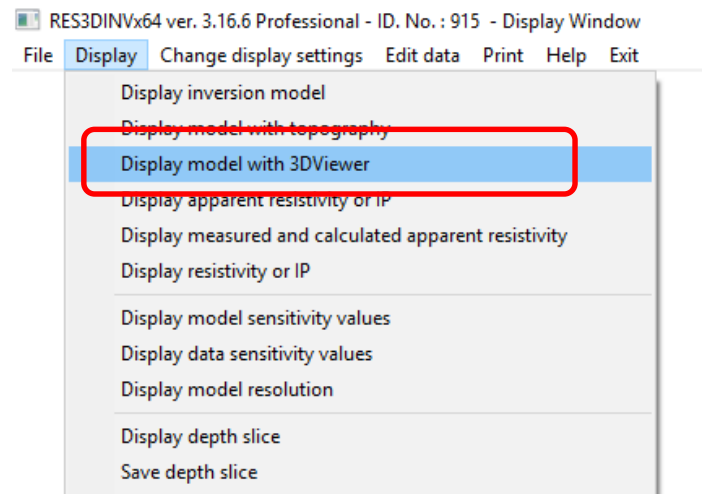 RES3DINVx64 ver. 3.16.6 Professional - ID. No. : 915 - Display Window
File Display Change display settings Edit data Print Help Exit
Display inversion model
Display model with topography
Display model with 3DViewer
Display apparent resistivity or IP
Display measured and calculated apparent resistivity
Display resistivity or IP
Display model sensitivity values
Display data sensitivity values
Display model resolution
Display depth slice
Save depth slice